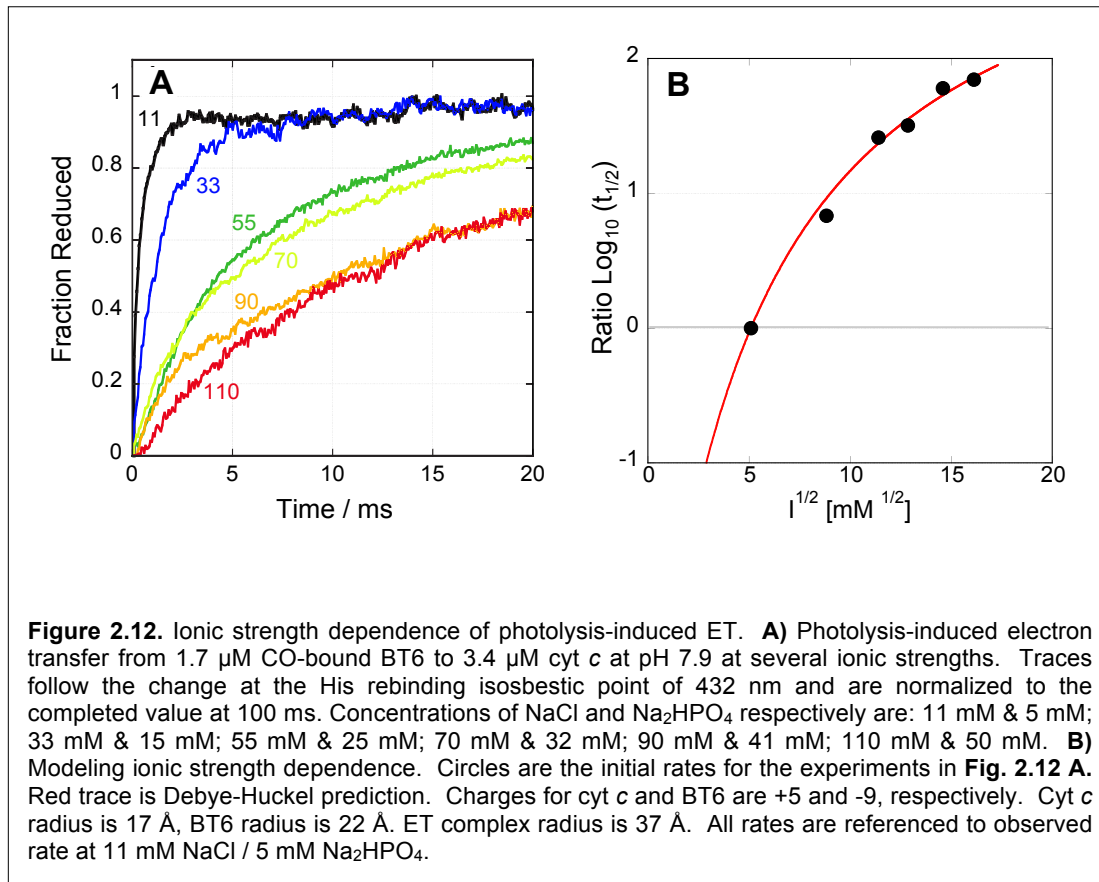 A
1
0.8
0.6
0.4
0.2
0
Fraction Reduced
11
33
55
70
90
110
0 5 10 15 20
Time / ms
B
2
1
0
-1
Ratio Log10 (t1/2)
0 5 10 15 20
I^1/2 [mM ^1/2]
Figure 2.12. Ionic strength dependence of photolysis-induced ET. A) Photolysis-induced electron
transfer from 1.7 µM CO-bound BT6 to 3.4 µM cyt c at pH 7.9 at several ionic strengths. Traces
follow the change at the His rebinding isosbestic point of 432 nm and are normalized to the
completed value at 100 ms. Concentrations of NaCl and Na2HPO4 respectively are: 11 mM & 5 mM;
33 mM & 15 mM; 55 mM & 25 mM; 70 mM & 32 mM; 90 mM & 41 mM; 110 mM & 50 mM. B)
Modeling ionic strength dependence. Circles are the initial rates for the experiments in Fig. 2.12 A.
Red trace is Debye-Huckel prediction. Charges for cyt c and BT6 are +5 and -9, respectively. Cyt c
radius is 17 Å, BT6 radius is 22 Å. ET complex radius is 37 Å. All rates are referenced to observed
rate at 11 mM NaCl / 5 mM Na2HPO4.